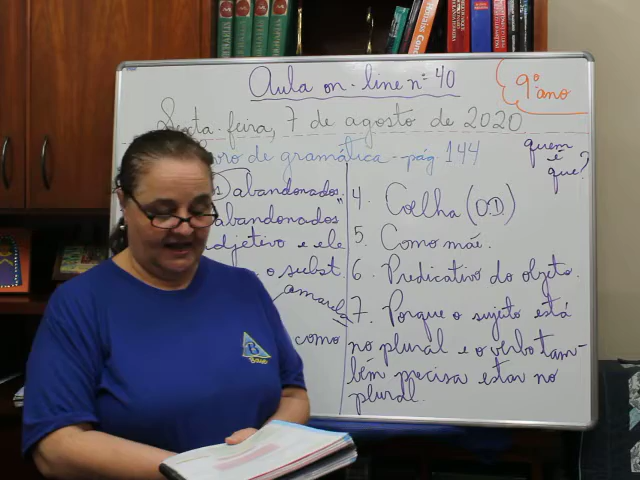 Aula on-line nº 40
9º ano
Sexta-feira, 7 de agosto de 2020
de gramática - pág. 144
quem
é
que?
abandonados.
abandonados"
adjetivo e ele
o subst.
amarela
como
4. Coelha (O.D.)
5. Como mãe.
6. Predicativo do objeto.
7. Porque o sujeito está
no plural e o verbo tam-
bém precisa estar no
plural.
B